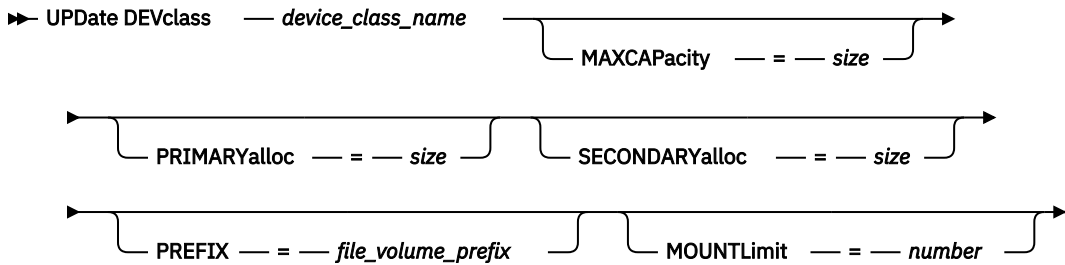 UPDate DEVclass device_class_name
MAXCAPacity = size
PRIMARYalloc = size SECONDARYalloc = size
PREFIX = file_volume_prefix MOUNTLimit = number